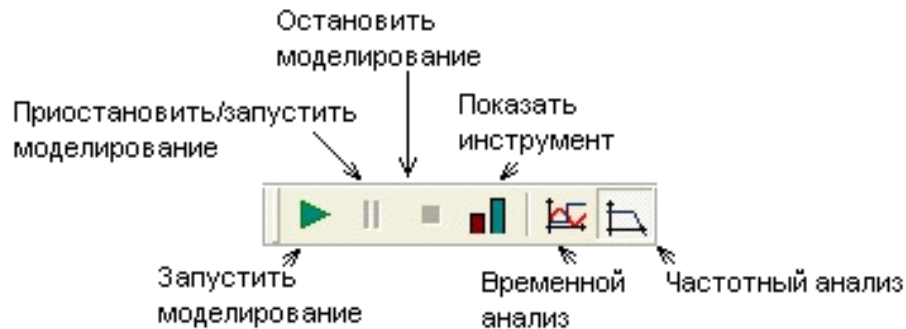 Остановить
моделирование
Приостановить/запустить
моделирование
Показать
инструмент
Запустить
моделирование
Временной
анализ
Частотный анализ